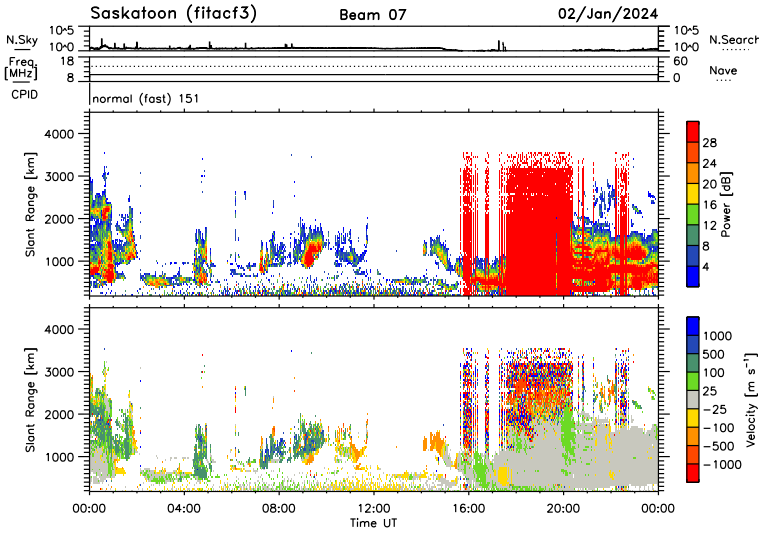 Saskatoon (fitacf3) Beam 07 02/Jan/2024
N.Sky 10^5 10^0 10^5 10^0 N.Search
Freq. [MHz] 18 8 60 0 Nave
CPID normal (fast) 151
Slant Range [km] 4000 3000 2000 1000
28 24 20 16 12 8 4 Power [dB]
Slant Range [km] 4000 3000 2000 1000
1000 500 100 25 −25 −100 −500 −1000 Velocity [m s⁻¹]
00:00 04:00 08:00 12:00 16:00 20:00 00:00
Time UT